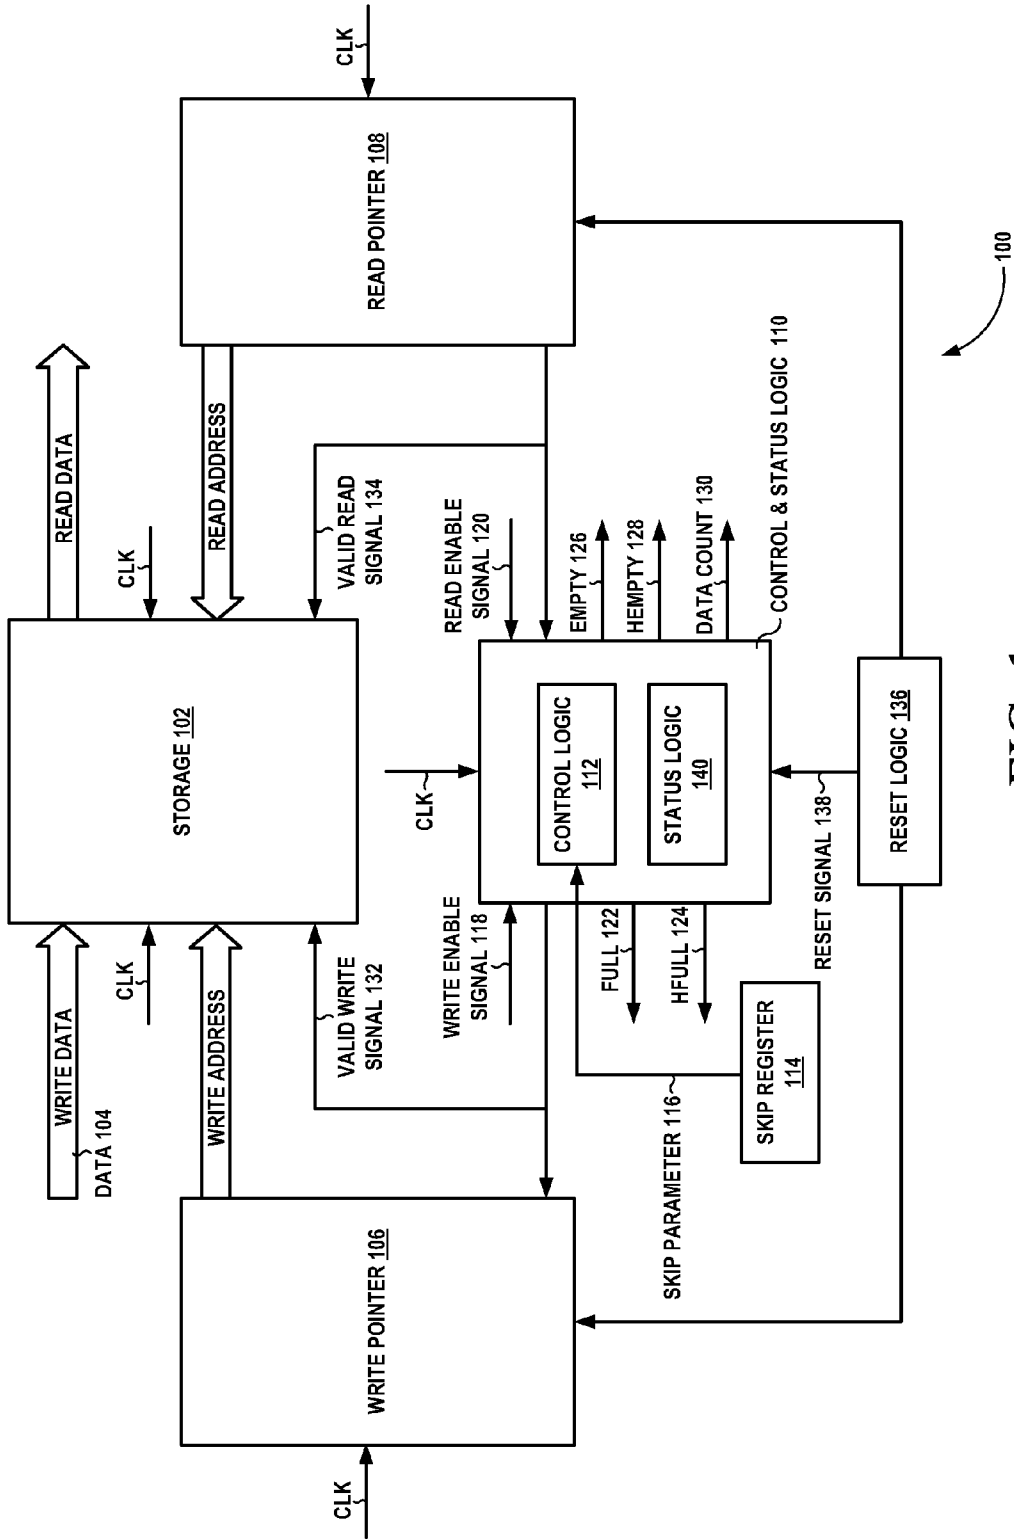 WRITE DATA
DATA 104
READ DATA
CLK
CLK
STORAGE 102
WRITE ADDRESS
READ ADDRESS
CLK
WRITE POINTER 106
READ POINTER 108
CLK
VALID WRITE
SIGNAL 132
VALID READ
SIGNAL 134
CLK
WRITE ENABLE
SIGNAL 118
READ ENABLE
SIGNAL 120
CONTROL LOGIC
112
EMPTY 126
FULL 122
HEMPTY 128
STATUS LOGIC
140
HFULL 124
DATA COUNT 130
SKIP PARAMETER 116
CONTROL & STATUS LOGIC 110
SKIP REGISTER
114
RESET SIGNAL 138
RESET LOGIC 136
100